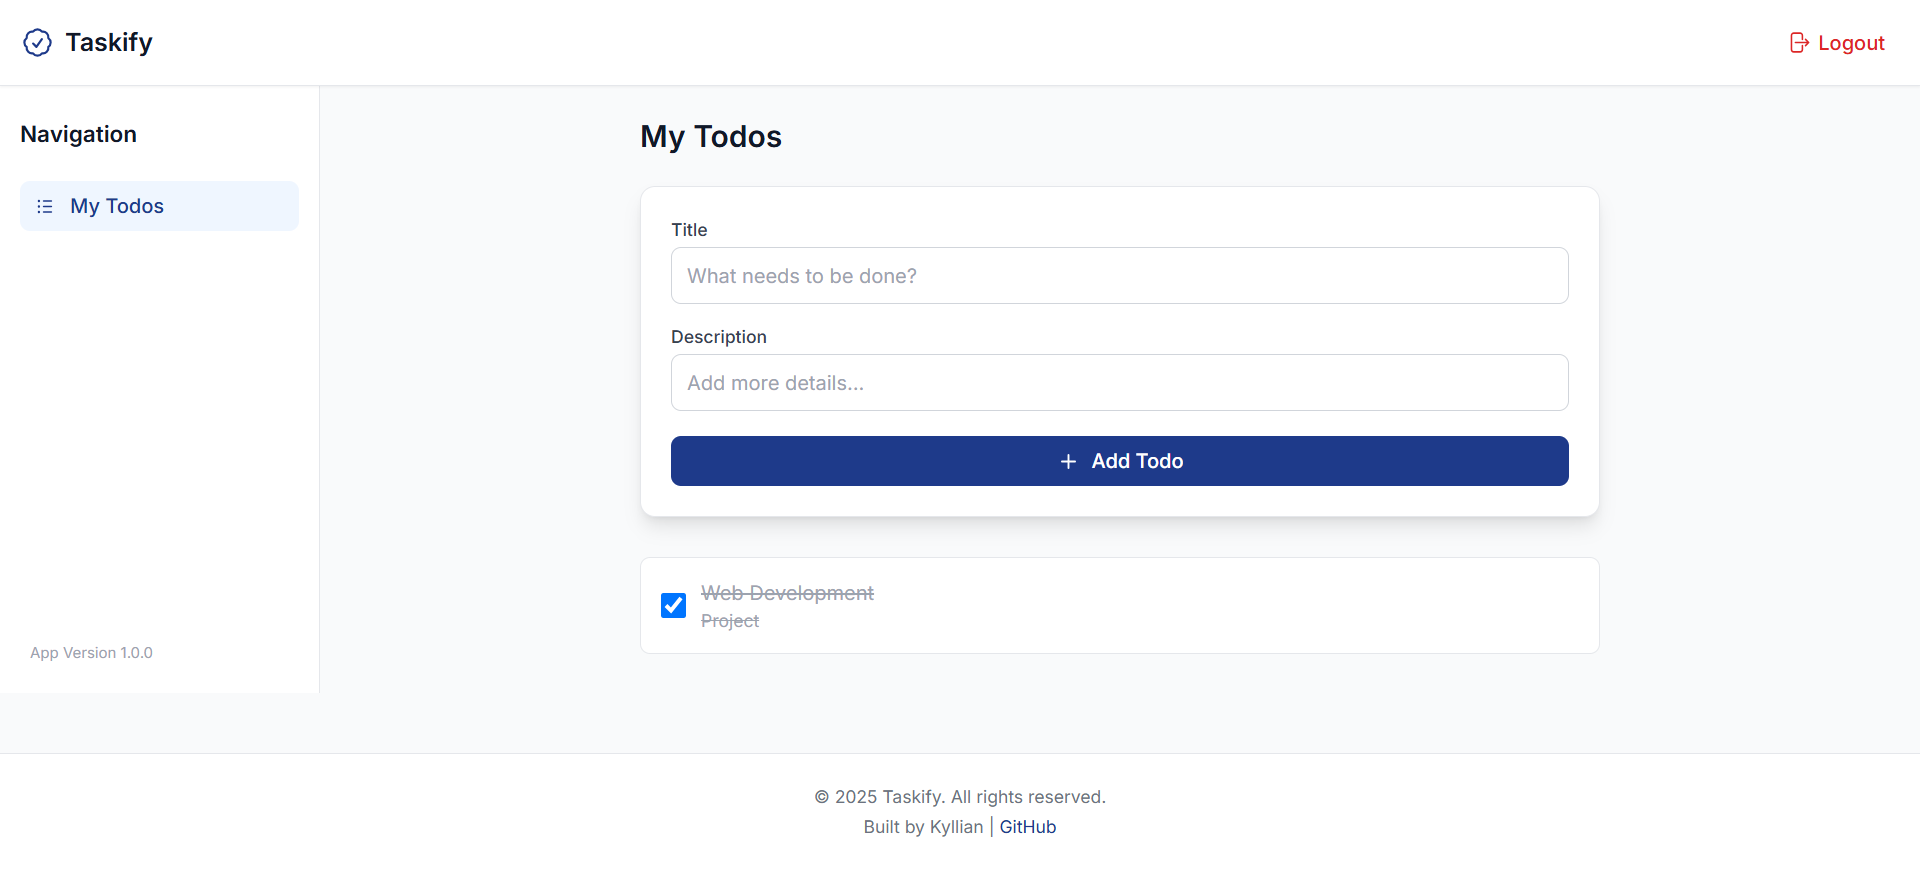 Taskify
Logout
Navigation
My Todos
App Version 1.0.0
My Todos
Title
What needs to be done?
Description
Add more details...
Add Todo
Web Development
Project
© 2025 Taskify. All rights reserved.
Built by Kyllian | GitHub